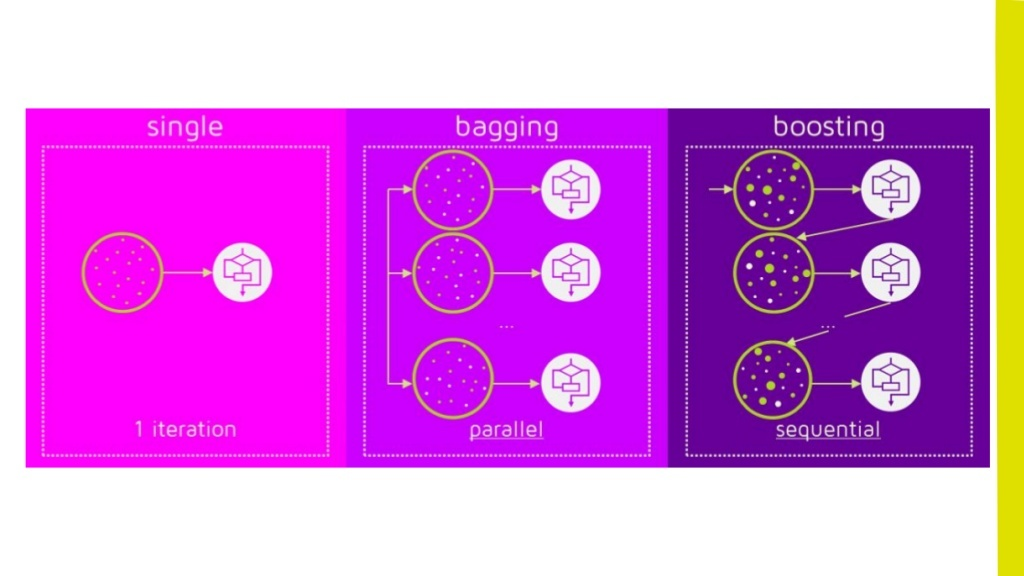 single
bagging
boosting
...
...
1 iteration
parallel
sequential